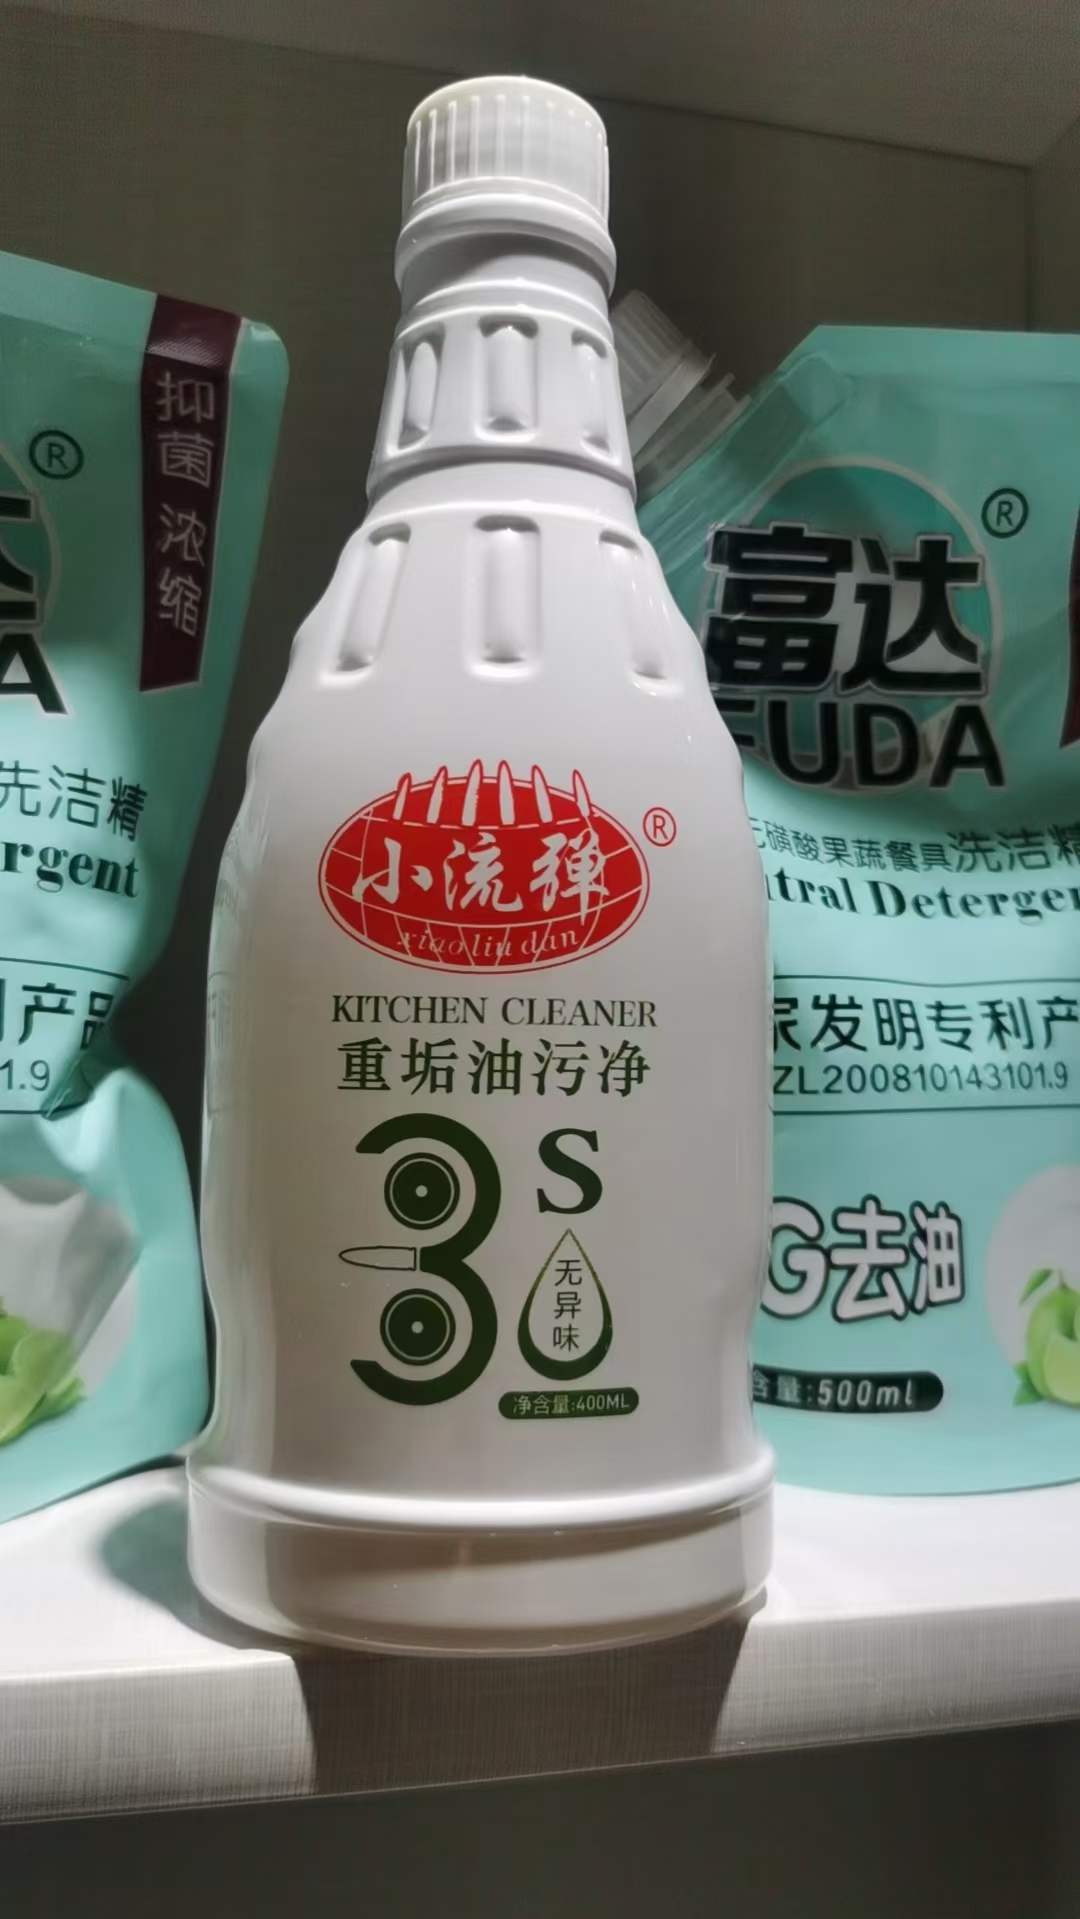 小流弹
®
xiao liu dan
KITCHEN CLEANER
重垢油污净
3S
无异味
净含量:400ML
抑菌浓缩
®
A
洗洁精
rgent
产品
1.9
富达
®
FUDA
磺酸果蔬餐具洗洁精
tral Deterge
家发明专利产
ZL200810143101.9
G去油
含量:500ml